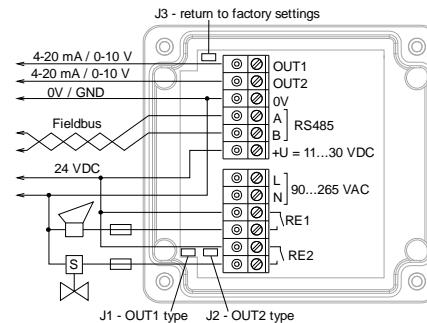 J3 - return to factory settings
4-20 mA / 0-10 V
OUT1
4-20 mA / 0-10 V
OUT2
0V / GND
0V
Fieldbus
A
B
RS485
+U = 11...30 VDC
24 VDC
L
N
90...265 VAC
RE1
RE2
S
J1 - OUT1 type
J2 - OUT2 type